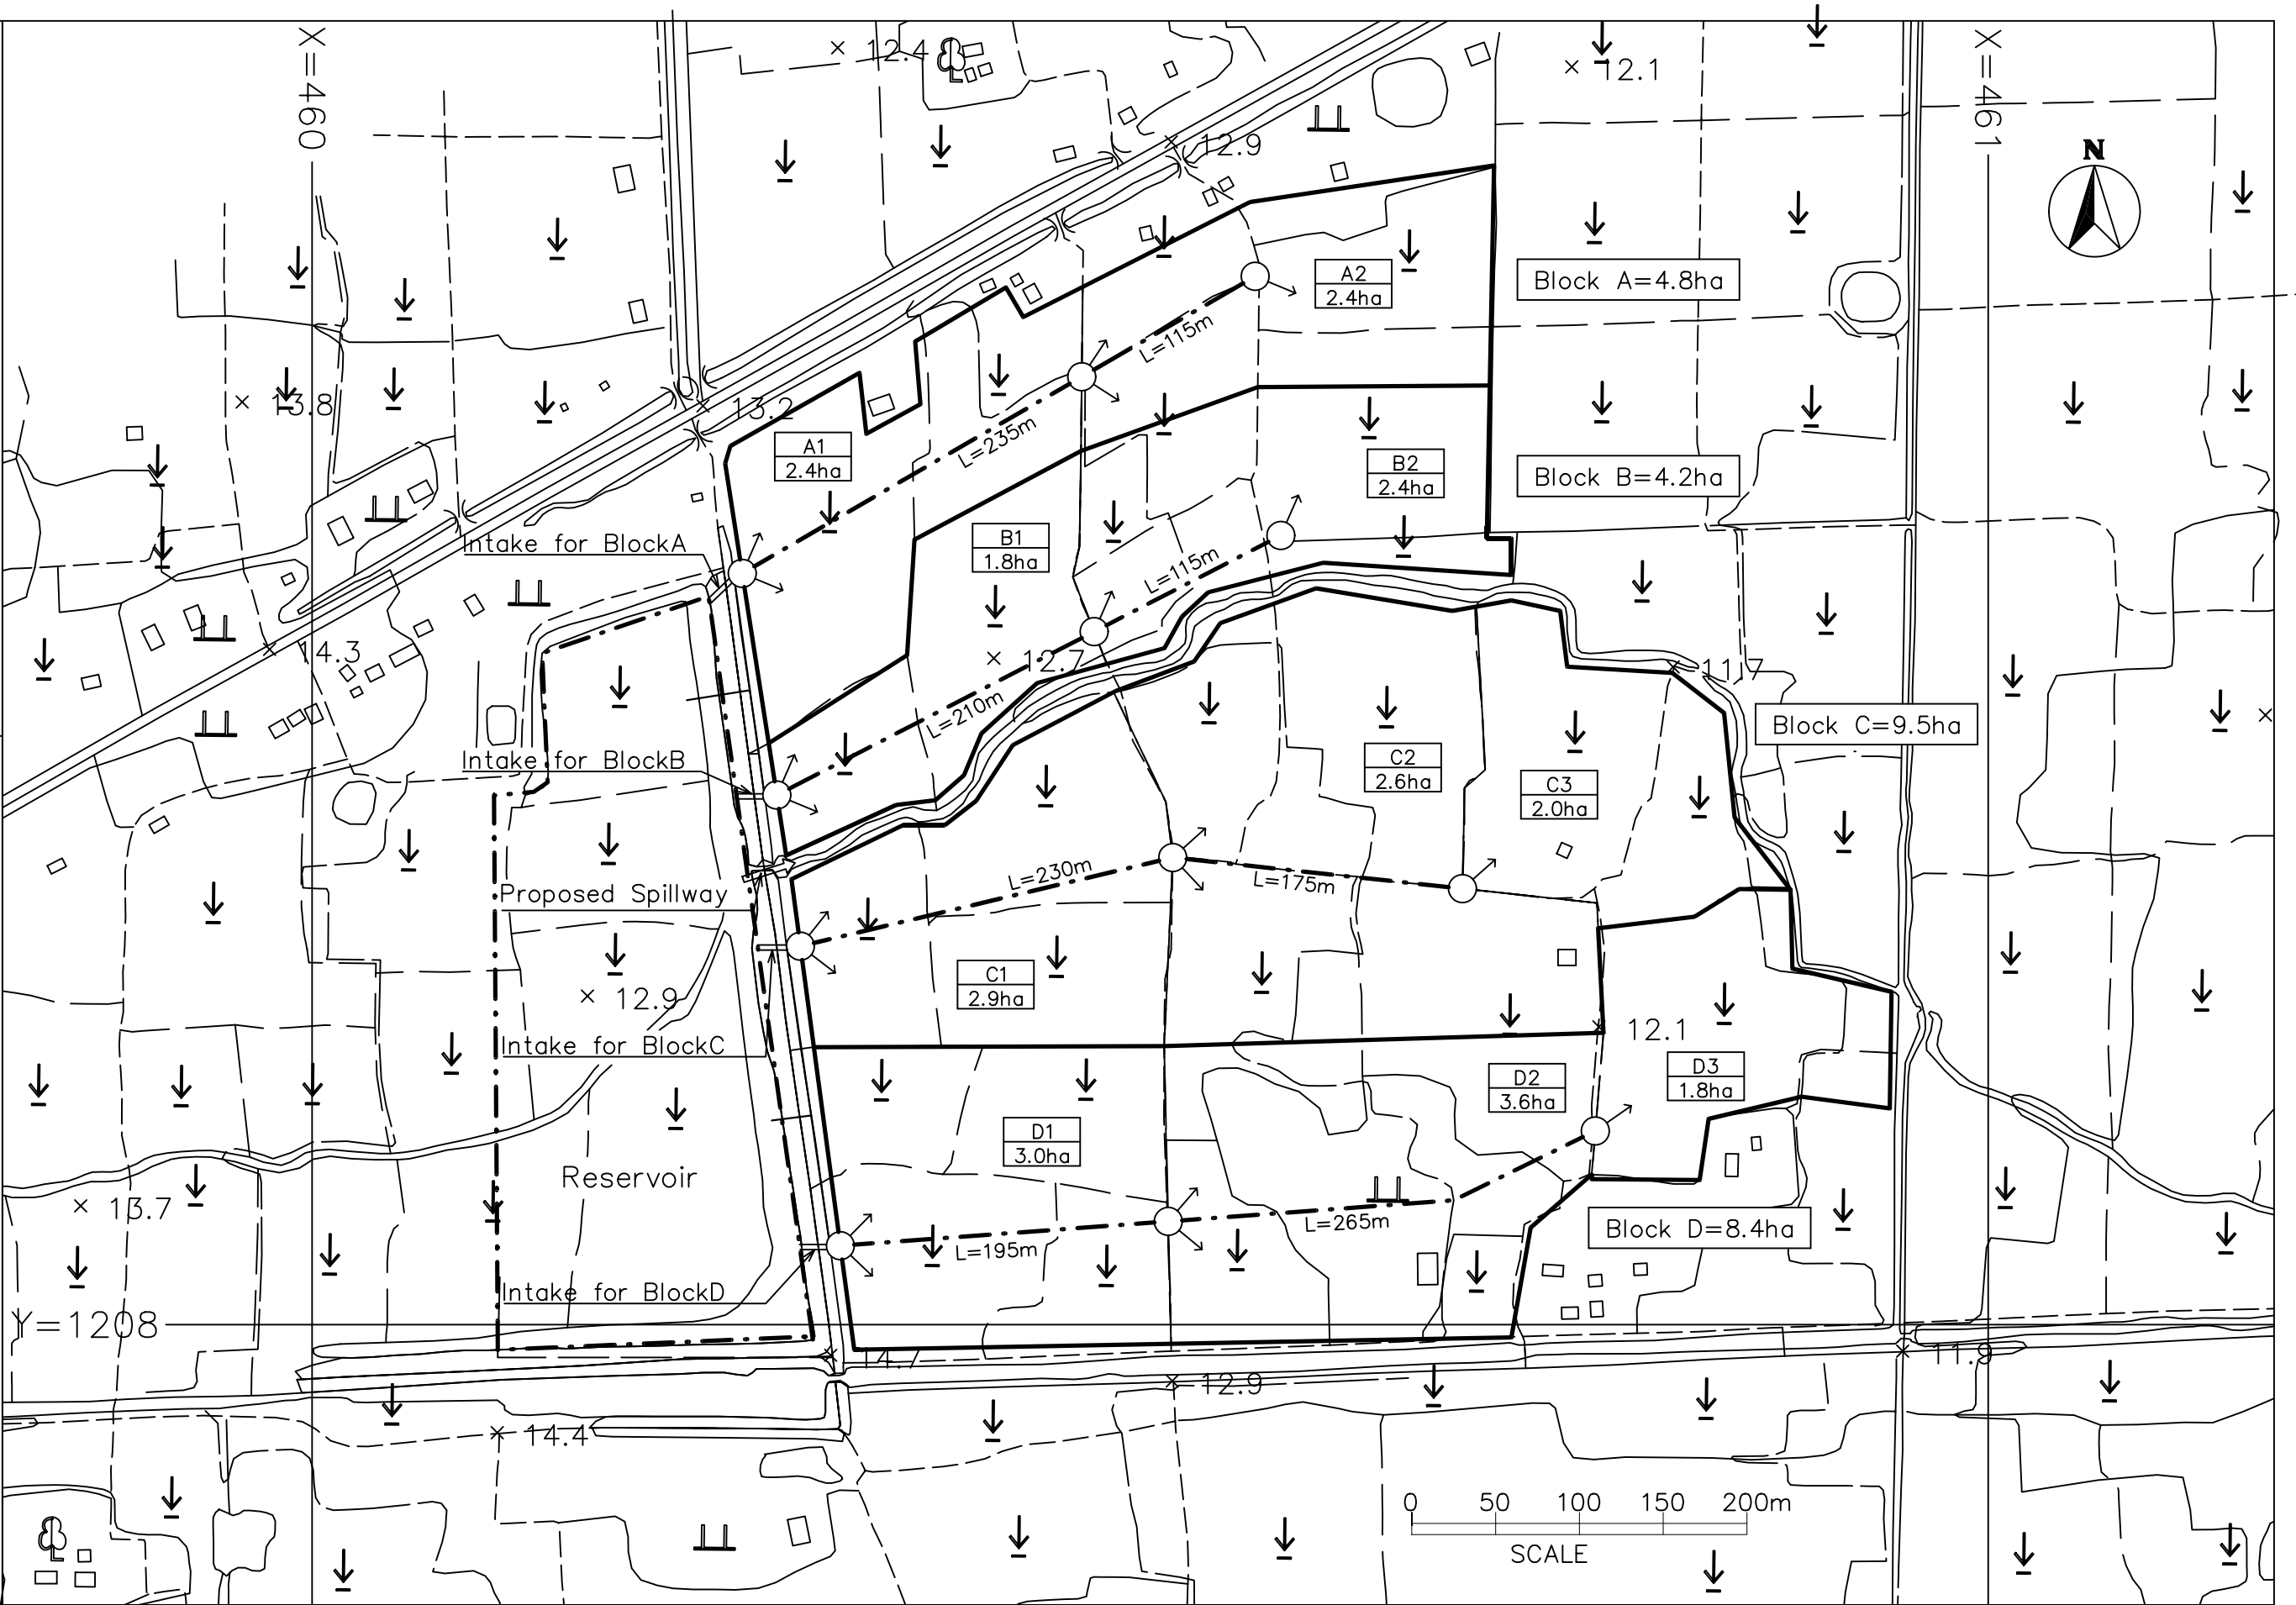 X=460
X=461
12.4
12.1
N
12.9
A2
2.4ha
Block A=4.8ha
L=115m
13.8
13.2
A1
2.4ha
L=235m
B2
2.4ha
Block B=4.2ha
Intake for BlockA
B1
1.8ha
L=115m
14.3
12.7
11.7
L=210m
Block C=9.5ha
Intake for BlockB
C2
2.6ha
C3
2.0ha
Proposed Spillway
L=230m
L=175m
12.9
C1
2.9ha
Intake for BlockC
12.1
D2
3.6ha
D3
1.8ha
D1
3.0ha
Reservoir
13.7
L=195m
L=265m
Block D=8.4ha
Intake for BlockD
Y=1208
14.7
11.9
12.9
14.4
0 50 100 150 200m
SCALE